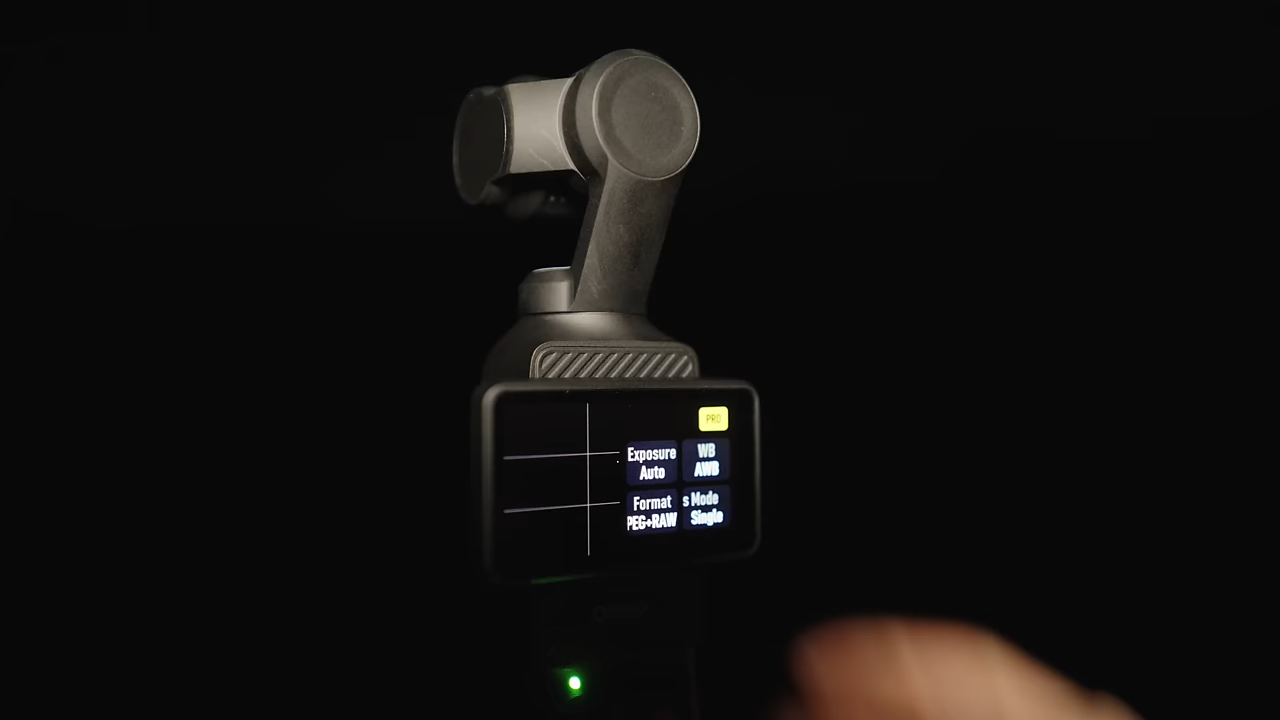 PRO
Exposure
Auto
WB
AWB
Format
PEG+RAW
s Mode
Single